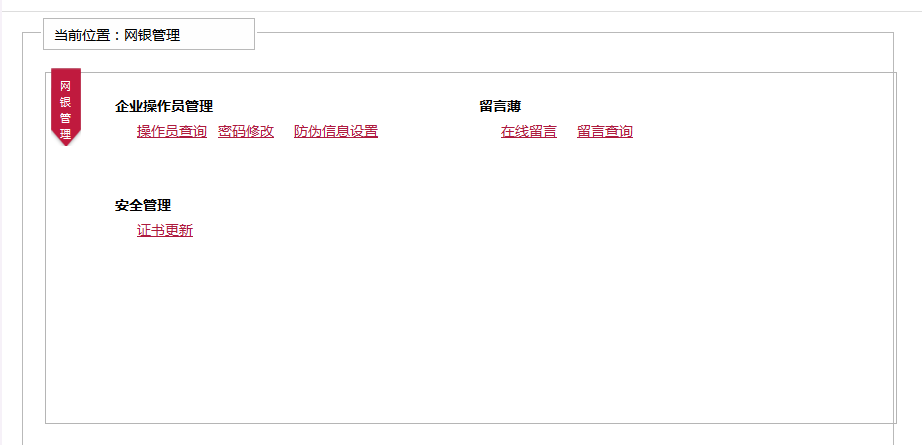 当前位置：网银管理
网
银
管
理
企业操作员管理
操作员查询 密码修改 防伪信息设置
留言薄
在线留言 留言查询
安全管理
证书更新